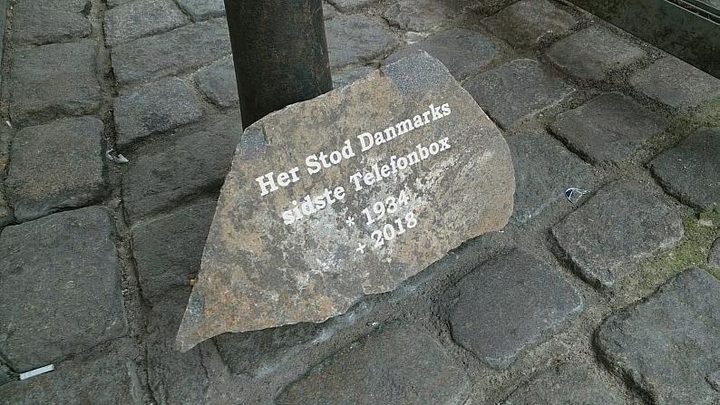 Her Stod Danmarks
sidste Telefonbox
* 1934
+ 2018